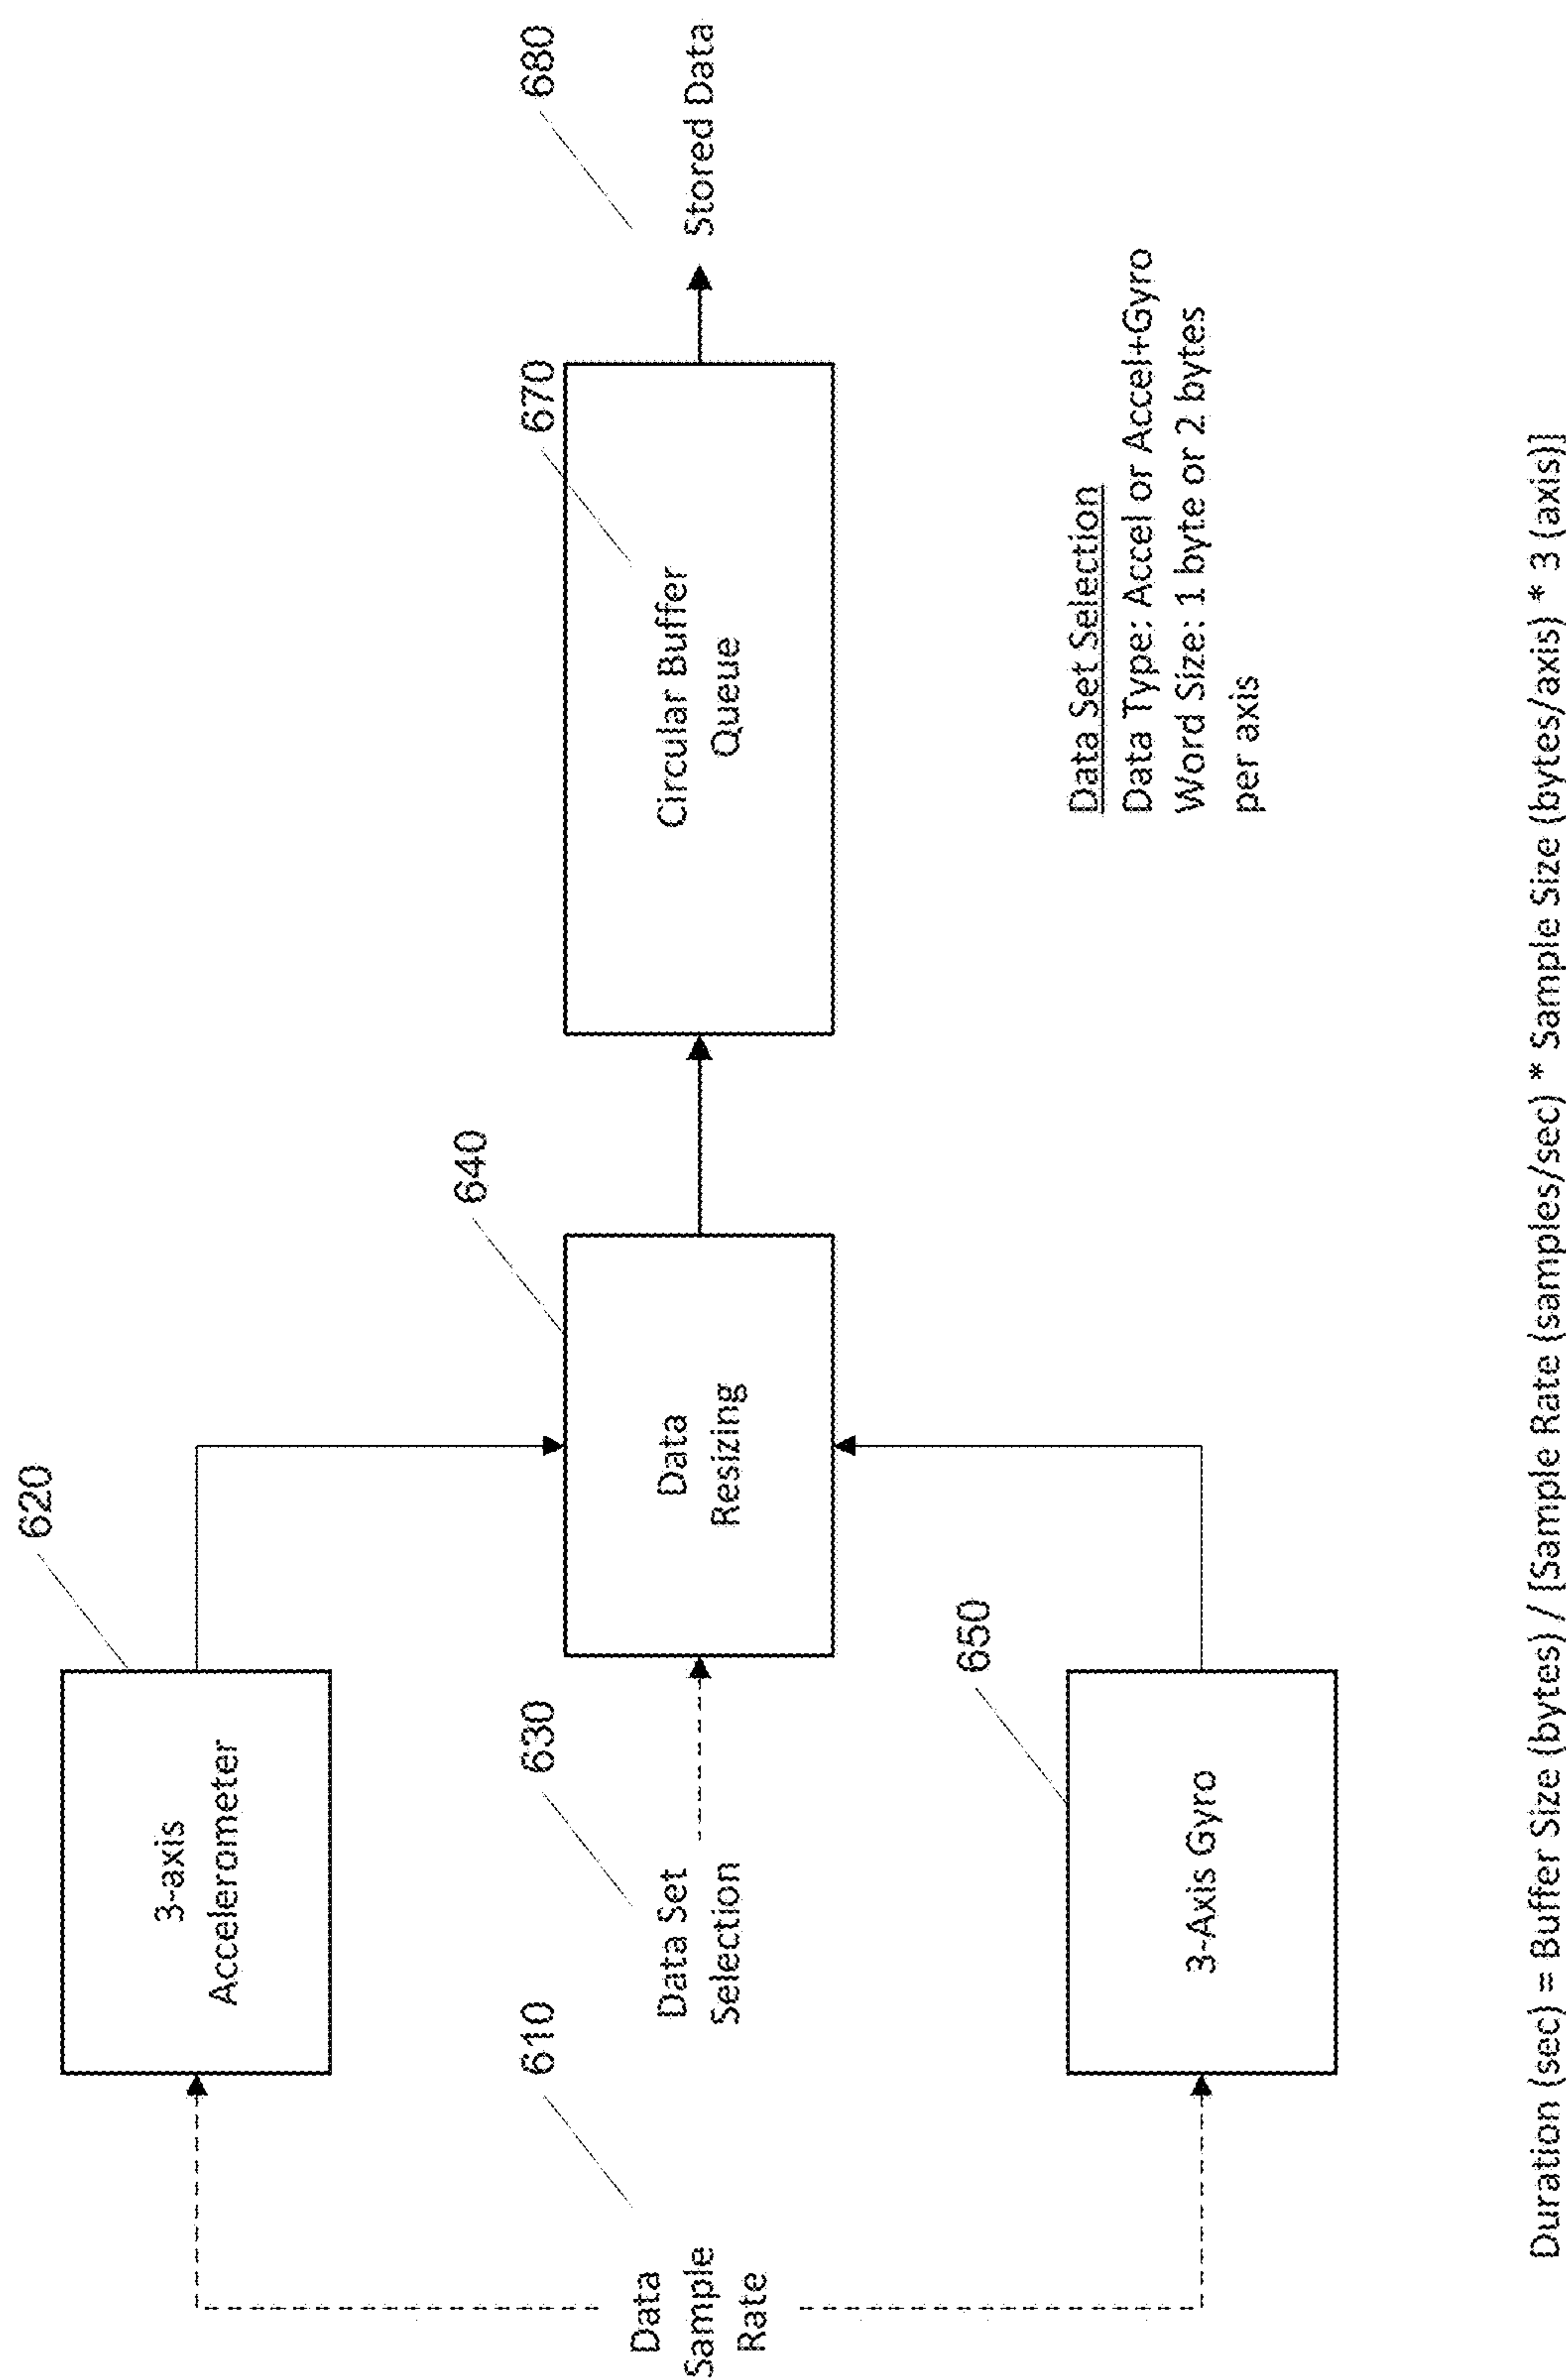 620
3-axis
Accelerometer
640
670
680
610
630
Data
Sample
Rate
Data Set
Selection
Data
Resizing
Circular Buffer
Queue
Stored Data
650
3-Axis Gyro
Data Set Selection
Data Type: Accel or Accel+Gyro
Word Size: 1 byte or 2 bytes
per axis
Duration (sec) = Buffer Size (bytes) / [Sample Rate (samples/sec) * Sample Size (bytes/axis) * 3 (axis)]